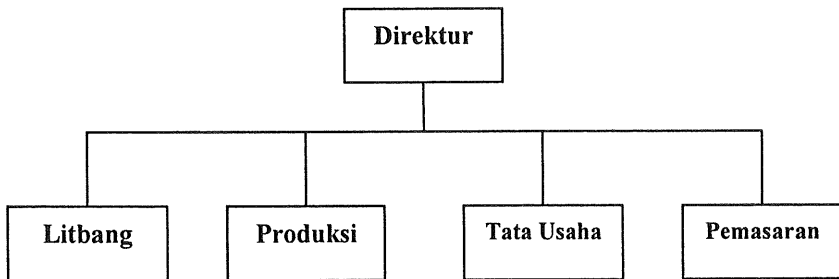 Direktur
Litbang
Produksi
Tata Usaha
Pemasaran